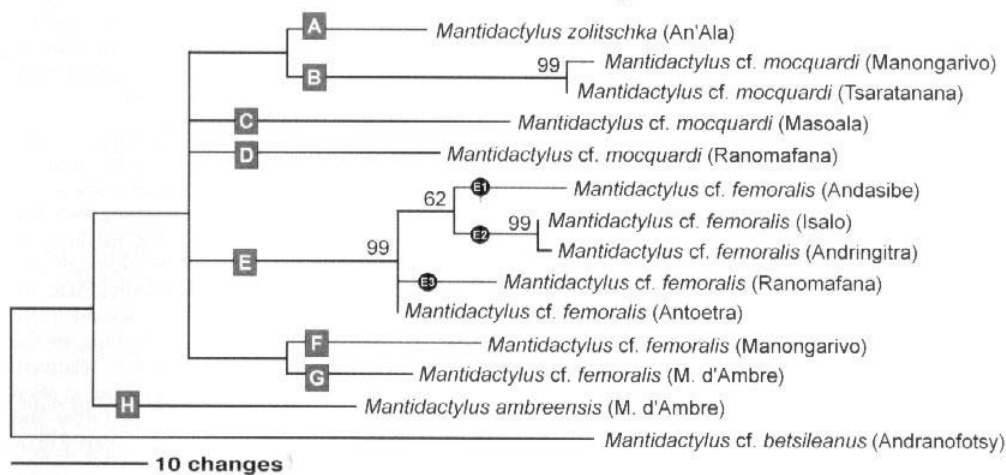 A Mantidactylus zolitschka (An'Ala)
99 Mantidactylus cf. mocquardi (Manongarivo)
B
Mantidactylus cf. mocquardi (Tsaratanana)
C Mantidactylus cf. mocquardi (Masoala)
D Mantidactylus cf. mocquardi (Ranomafana)
62 E1 Mantidactylus cf. femoralis (Andasibe)
E2 99 Mantidactylus cf. femoralis (Isalo)
E 99 Mantidactylus cf. femoralis (Andringitra)
E3 Mantidactylus cf. femoralis (Ranomafana)
Mantidactylus cf. femoralis (Antoetra)
F Mantidactylus cf. femoralis (Manongarivo)
G Mantidactylus cf. femoralis (M. d'Ambre)
H Mantidactylus ambreensis (M. d'Ambre)
Mantidactylus cf. betsileanus (Andranofotsy)
10 changes